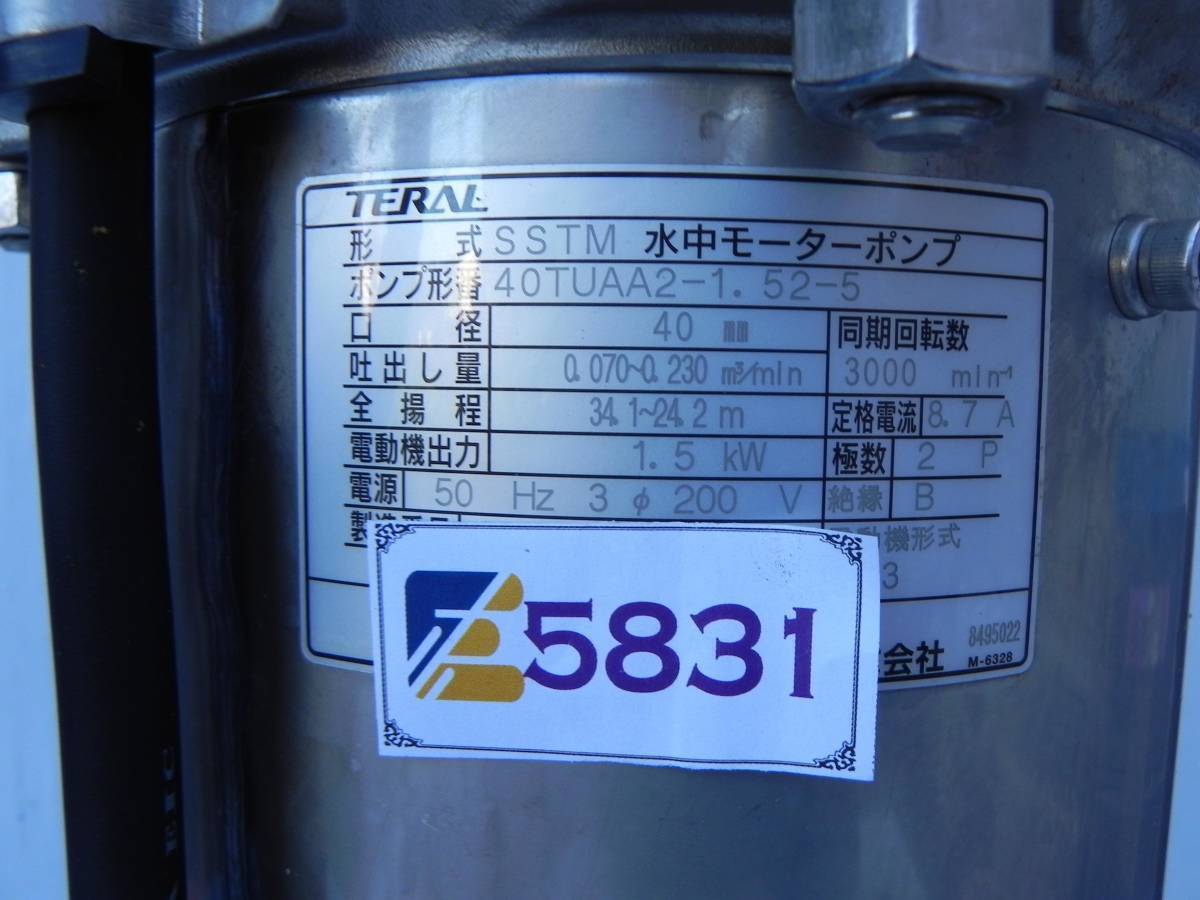 TERAL
形式 SSTM 水中モーターポンプ
ポンプ形番 40TUAA2-1.52-5
口径 40 mm 同期回転数
吐出し量 0.070~0.230 m³/min 3000 min⁻¹
全揚程 34.1~24.2 m 定格電流 8.7 A
電動機出力 1.5 kW 極数 2 P
電源 50 Hz 3 φ 200 V 絶縁 B
機形式
3
5831
8495022
会社 M-6328